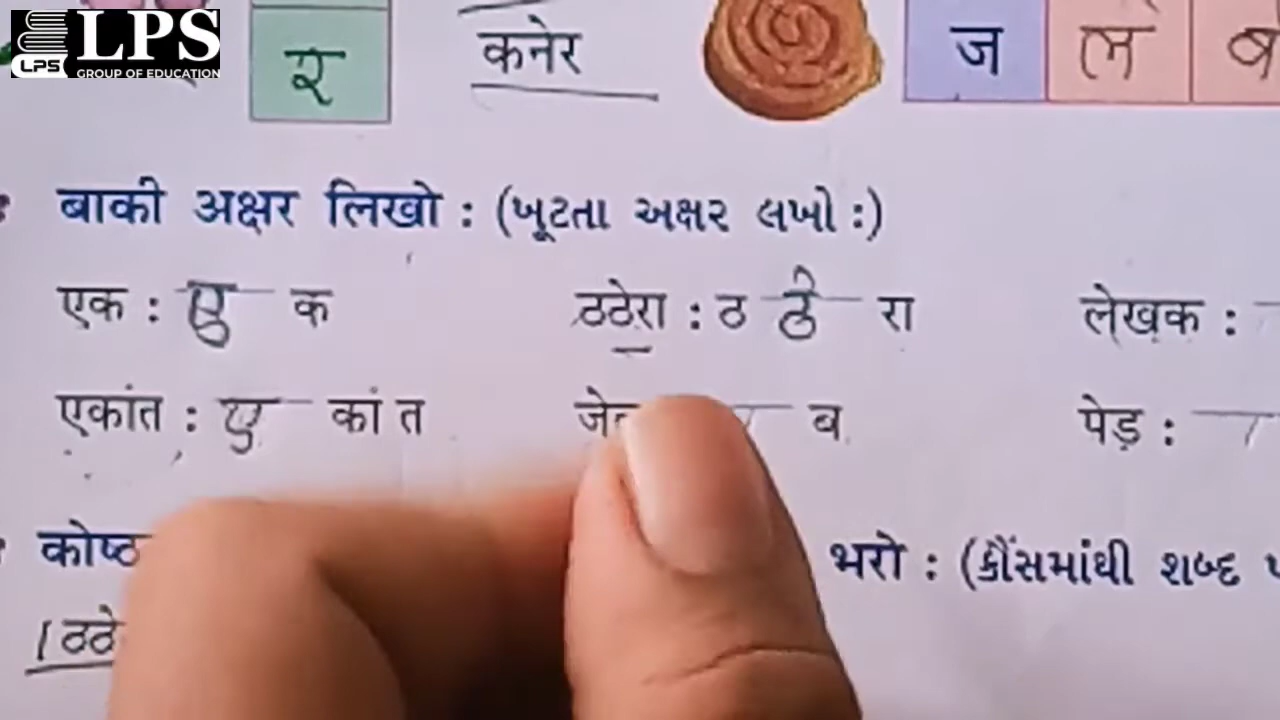 LPS
LPS
GROUP OF EDUCATION
र कनेर ज ल ब
बाकी अक्षर लिखो : (ખૂટતા અક્ષર લખો :)
एक : ए क ठठेरा : ठ ठे रा लेखक :
एकांत : ए कां त ब पेड़ :
भरो : (કૌંસમાંથી શબ્દ